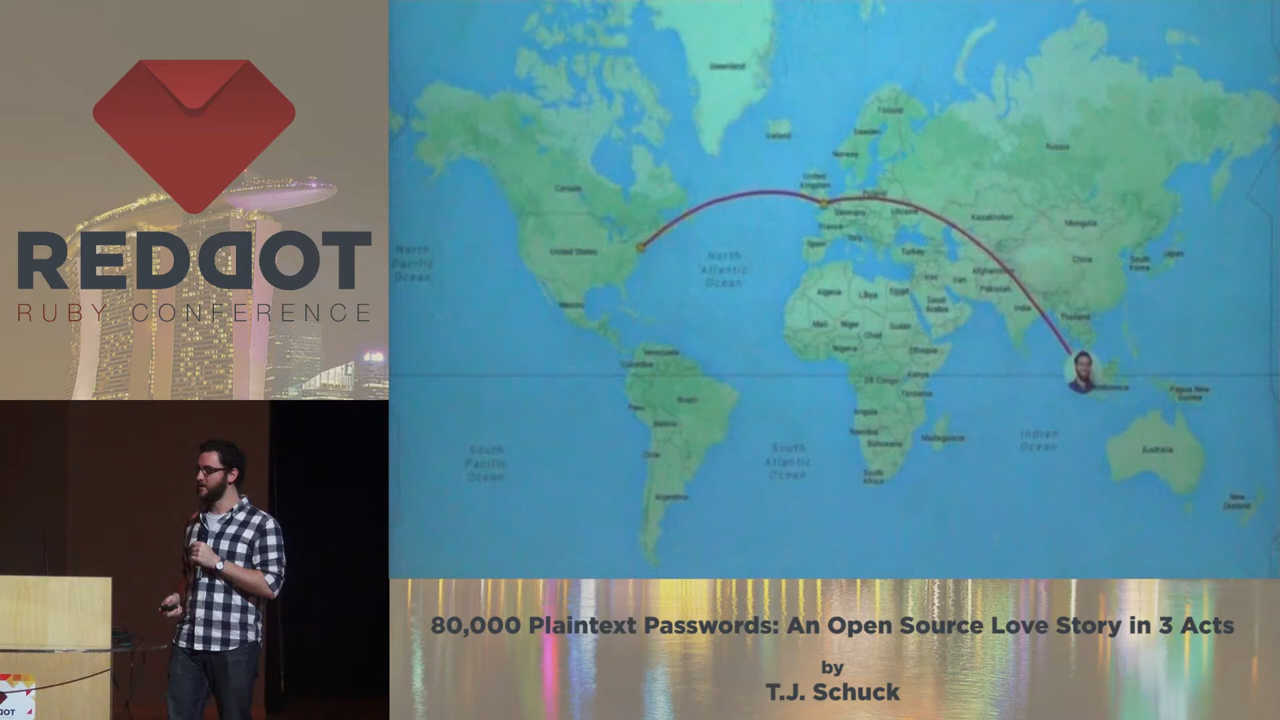 REDDOT
RUBY CONFERENCE
Greenland
Iceland
Finland
Sweden
Norway
Russia
United
Kingdom
Canada
Poland
Germany
Ukraine
France
Kazakhstan
Mongolia
United States
Spain
Italy
Turkey
China
South
Korea
Japan
North
Pacific
Ocean
North
Atlantic
Ocean
Iraq
Iran
Afghanistan
Pakistan
Algeria
Libya
Egypt
Saudi
Arabia
India
Thailand
Mexico
Mali
Niger
Chad
Sudan
Nigeria
Ethiopia
Venezuela
Colombia
Kenya
DR Congo
Tanzania
Indonesia
Papua New
Guinea
Peru
Brazil
Bolivia
Angola
Namibia
Botswana
Madagascar
Chile
South
Pacific
Ocean
South
Atlantic
Ocean
Indian
Ocean
Australia
South
Africa
Argentina
New
Zealand
80,000 Plaintext Passwords: An Open Source Love Story in 3 Acts
by
T.J. Schuck
DOT